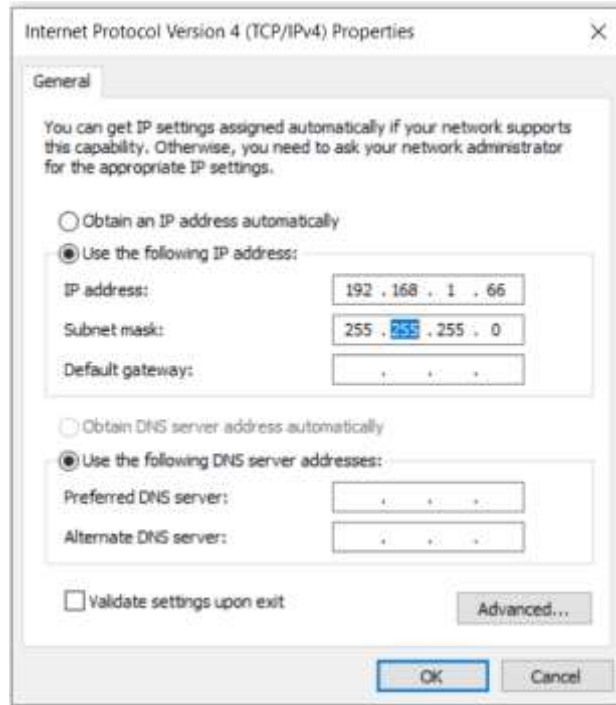 Internet Protocol Version 4 (TCP/IPv4) Properties
General
You can get IP settings assigned automatically if your network supports
this capability. Otherwise, you need to ask your network administrator
for the appropriate IP settings.
Obtain an IP address automatically
Use the following IP address:
IP address: 192 . 168 . 1 . 66
Subnet mask: 255 . 255 . 255 . 0
Default gateway: . . .
Obtain DNS server address automatically
Use the following DNS server addresses:
Preferred DNS server: . . .
Alternate DNS server: . . .
Validate settings upon exit
Advanced...
OK Cancel